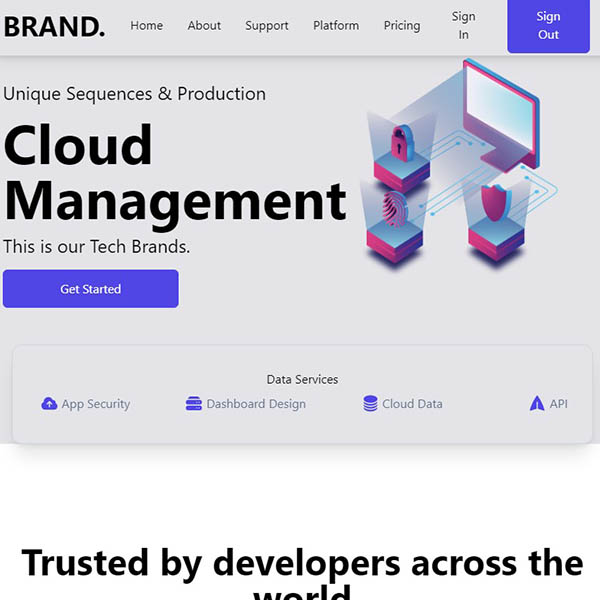 BRAND.
Home
About
Support
Platform
Pricing
Sign
In
Sign
Out
Unique Sequences & Production
Cloud
Management
This is our Tech Brands.
Get Started
Data Services
App Security
Dashboard Design
Cloud Data
API
Trusted by developers across the
world